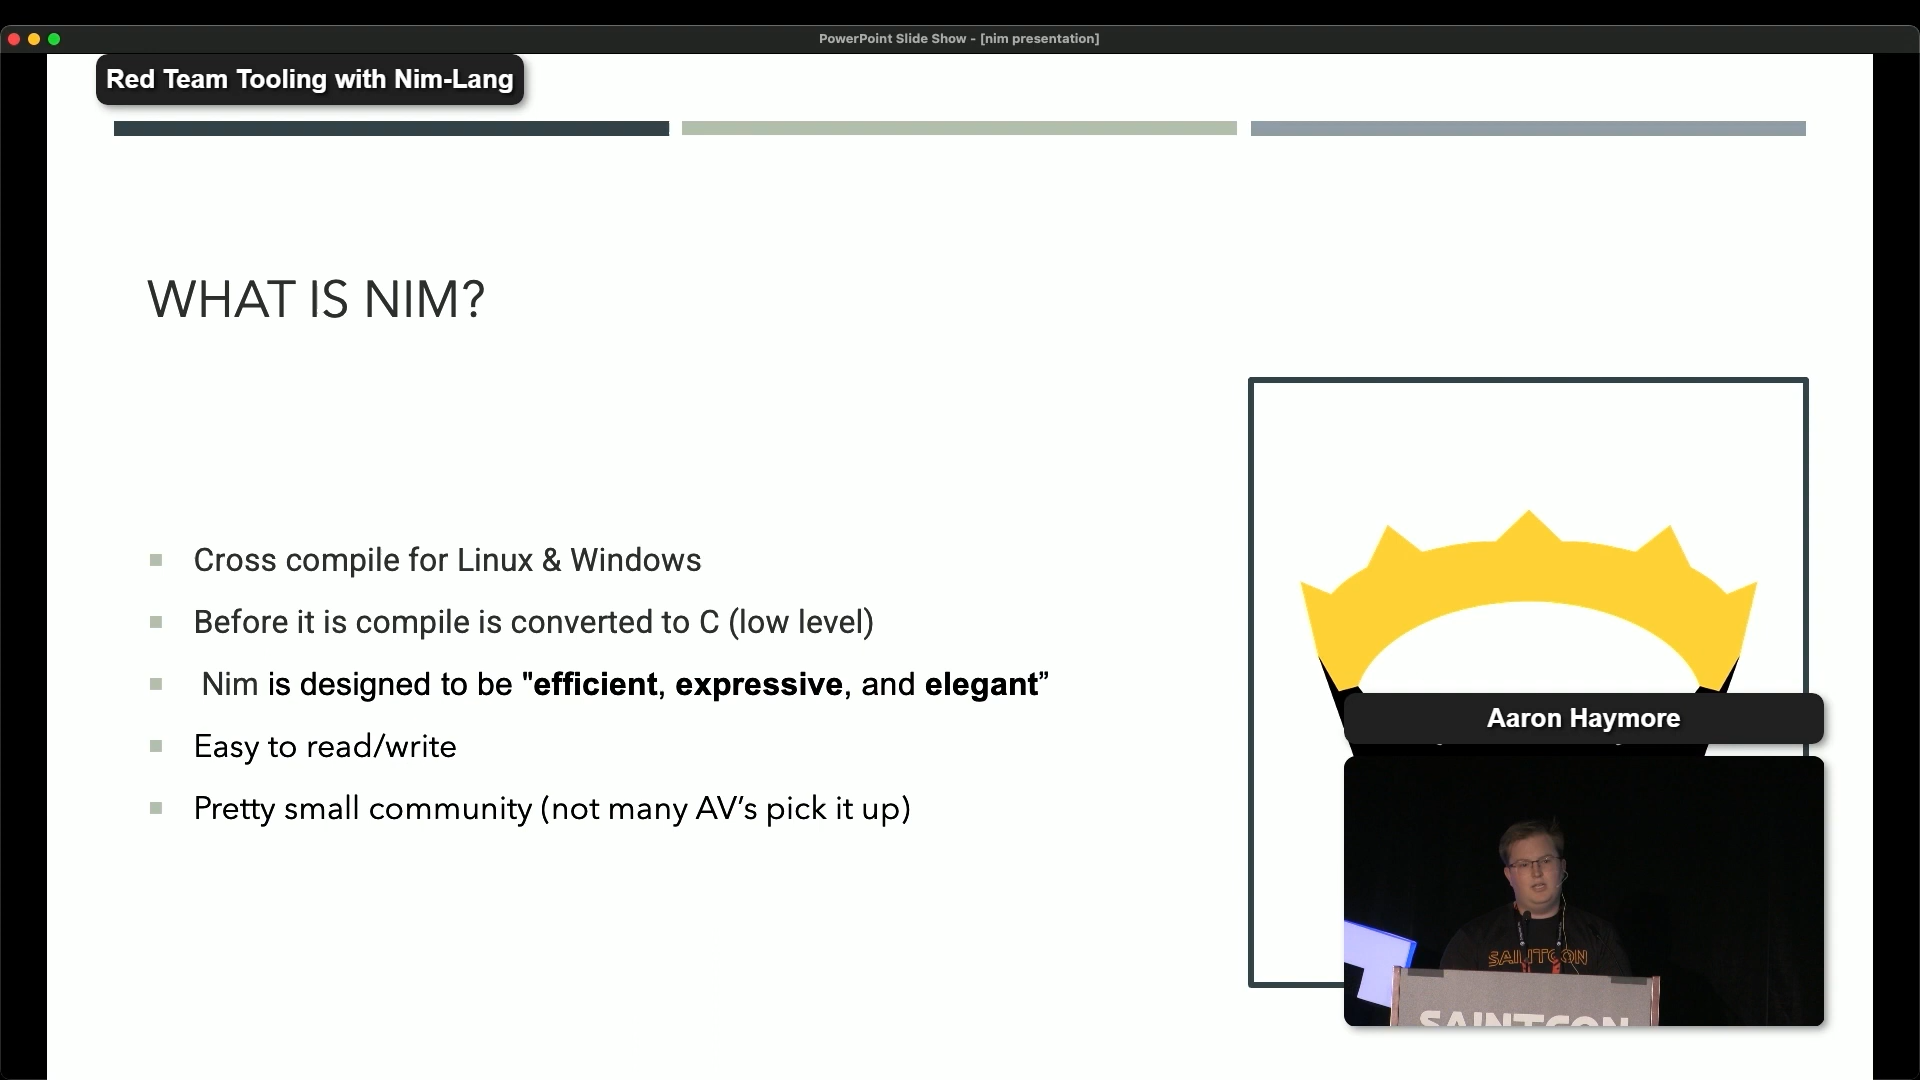 PowerPoint Slide Show - [nim presentation]
Red Team Tooling with Nim-Lang
WHAT IS NIM?
Cross compile for Linux & Windows
Before it is compile is converted to C (low level)
Nim is designed to be "efficient, expressive, and elegant”
Easy to read/write
Pretty small community (not many AV’s pick it up)
Aaron Haymore
SAINTCON
SAINTCON